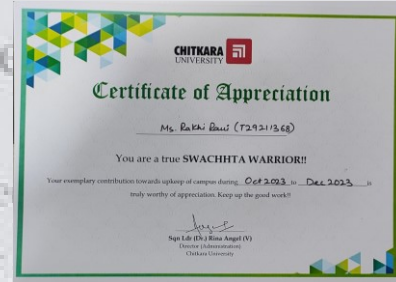 CHITKARA
UNIVERSITY
Certificate of Appreciation
Ms. Rakhi Rani (T29211368)
You are a true SWACHHTA WARRIOR!!
Your exemplary contribution towards upkeep of campus during Oct 2023 to Dec 2023 is
truly worthy of appreciation. Keep up the good work!!
Sqn Ldr (Dr.) Rina Angel (V)
Director (Administration)
Chitkara University